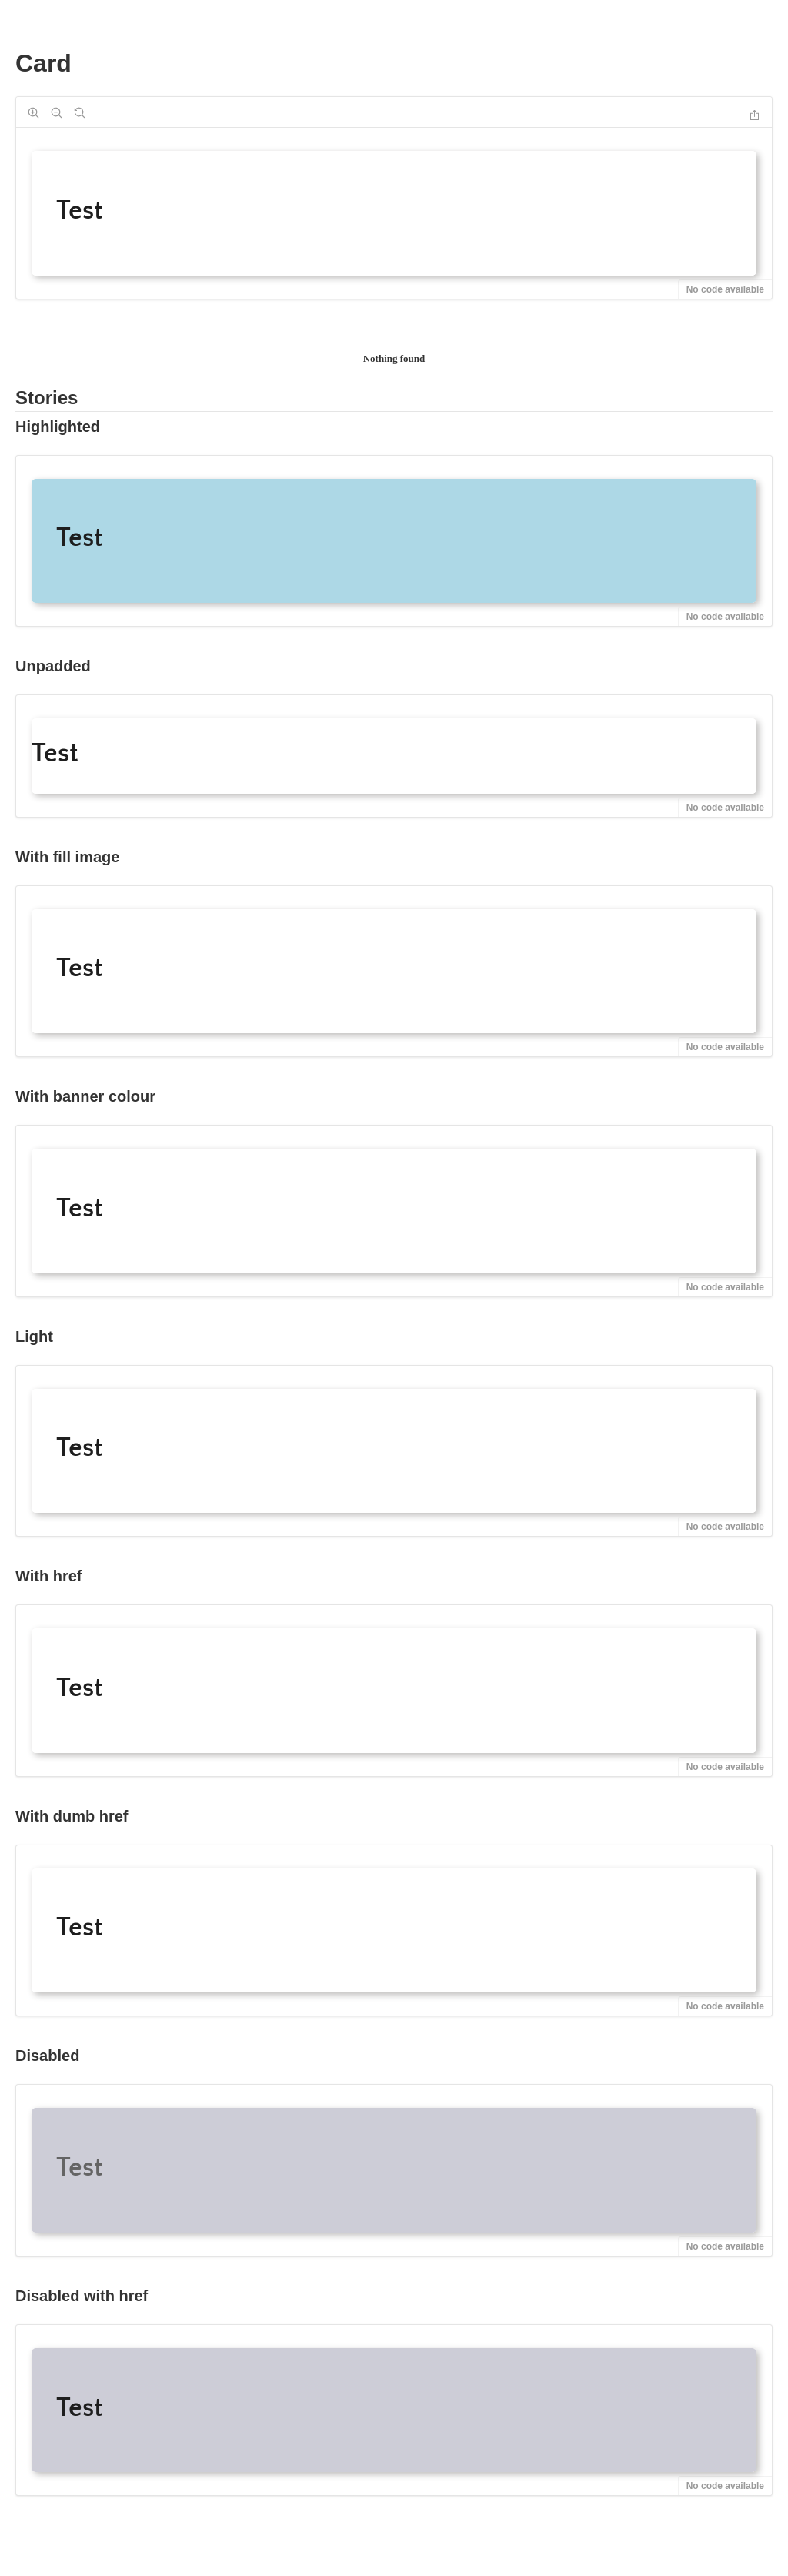 Card
Test
No code available
Nothing found
Stories
Highlighted
Test
No code available
Unpadded
Test
No code available
With fill image
Test
No code available
With banner colour
Test
No code available
Light
Test
No code available
With href
Test
No code available
With dumb href
Test
No code available
Disabled
Test
No code available
Disabled with href
Test
No code available